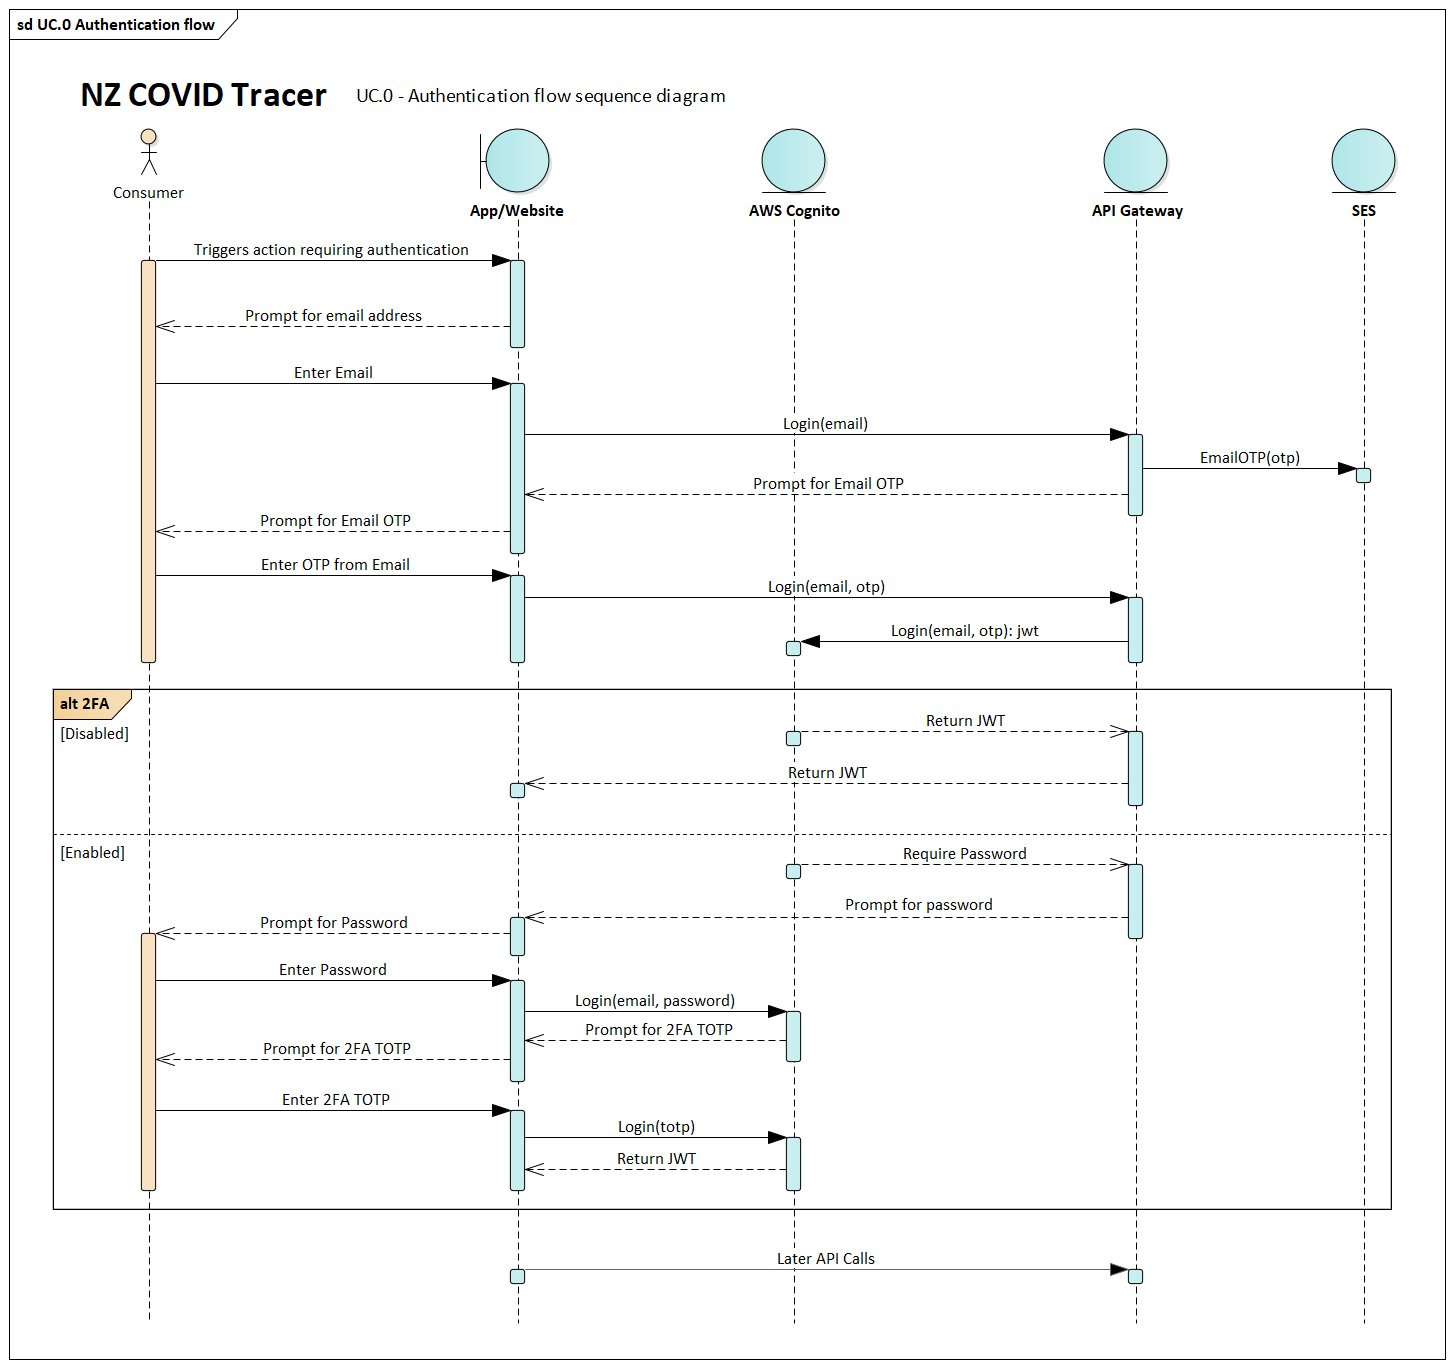 sd UC.0 Authentication flow
NZ COVID Tracer
UC.0 - Authentication flow sequence diagram
Consumer
App/Website
AWS Cognito
API Gateway
SES
Triggers action requiring authentication
Prompt for email address
Enter Email
Login(email)
EmailOTP(otp)
Prompt for Email OTP
Prompt for Email OTP
Enter OTP from Email
Login(email, otp)
Login(email, otp): jwt
alt 2FA
[Disabled]
Return JWT
Return JWT
[Enabled]
Require Password
Prompt for password
Prompt for Password
Enter Password
Login(email, password)
Prompt for 2FA TOTP
Prompt for 2FA TOTP
Enter 2FA TOTP
Login(totp)
Return JWT
Later API Calls